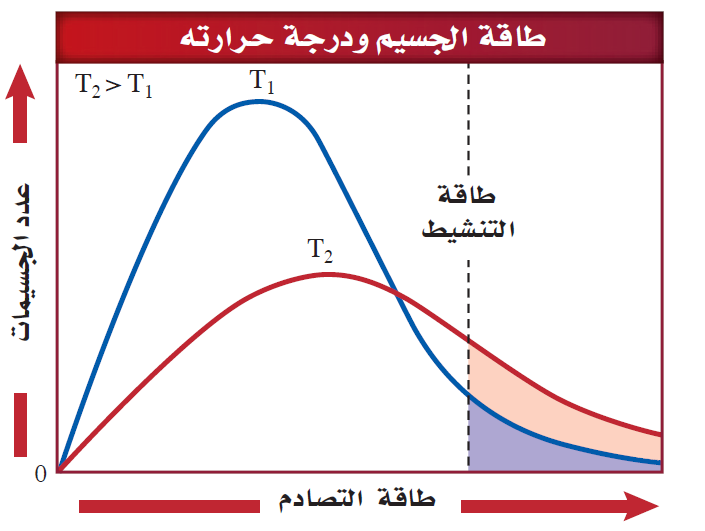 طاقة الجسيم ودرجة حرارته
T₂ > T₁
T₁
طاقة
التنشيط
T₂
عدد الجسيمات
0
طاقة التصادم